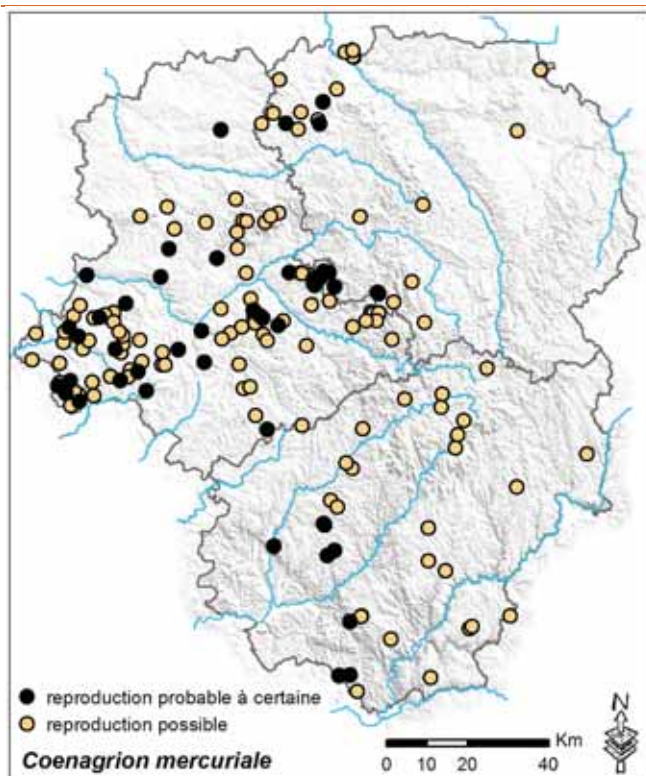 reproduction probable à certaine
reproduction possible
Coenagrion mercuriale
Km
0 10 20 40
N